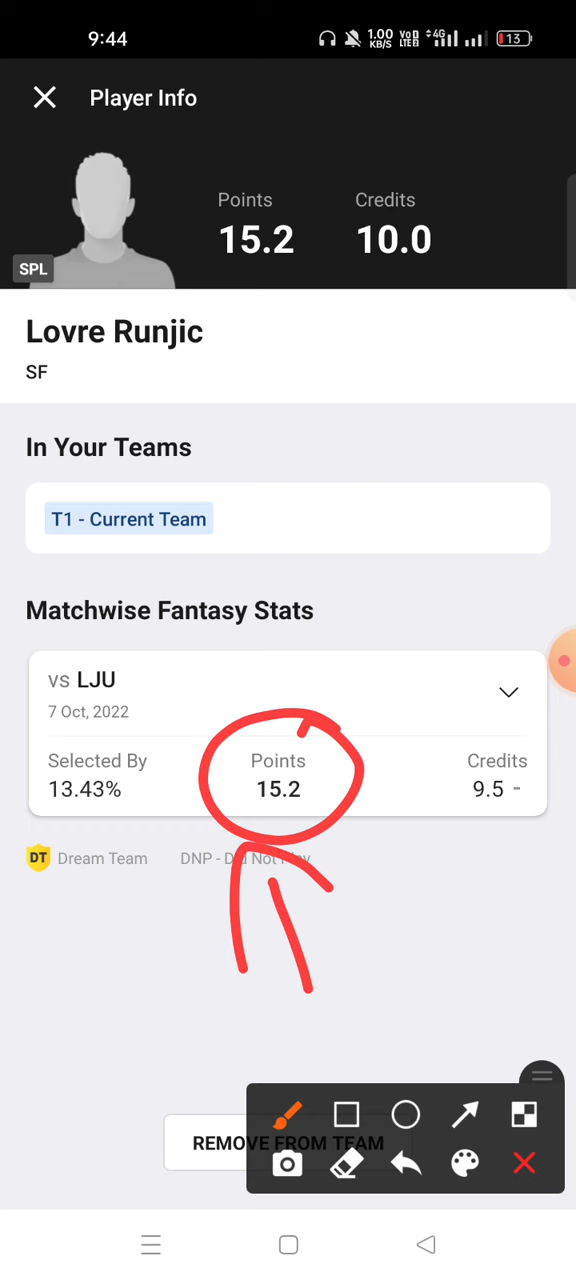 9:44
1.00 KB/S
VoD LTE2
4G
13
Player Info
Points
Credits
15.2
10.0
SPL
Lovre Runjic
SF
In Your Teams
T1 - Current Team
Matchwise Fantasy Stats
vs LJU
7 Oct, 2022
Selected By
Points
Credits
13.43%
15.2
9.5 -
DT Dream Team
DNP - Did Not Play
REMOVE FROM TEAM